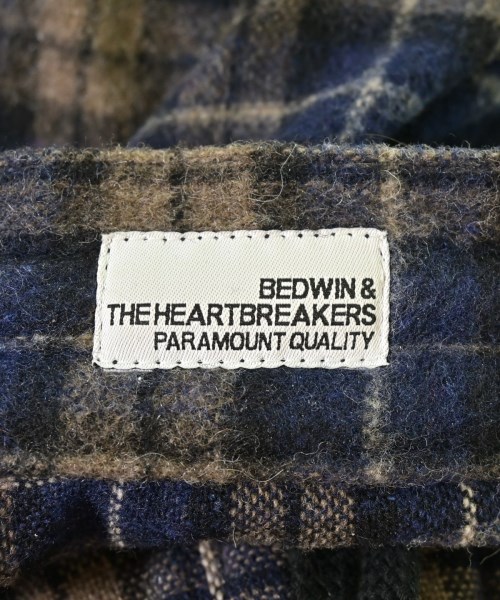 BEDWIN &
THE HEARTBREAKERS
PARAMOUNT QUALITY